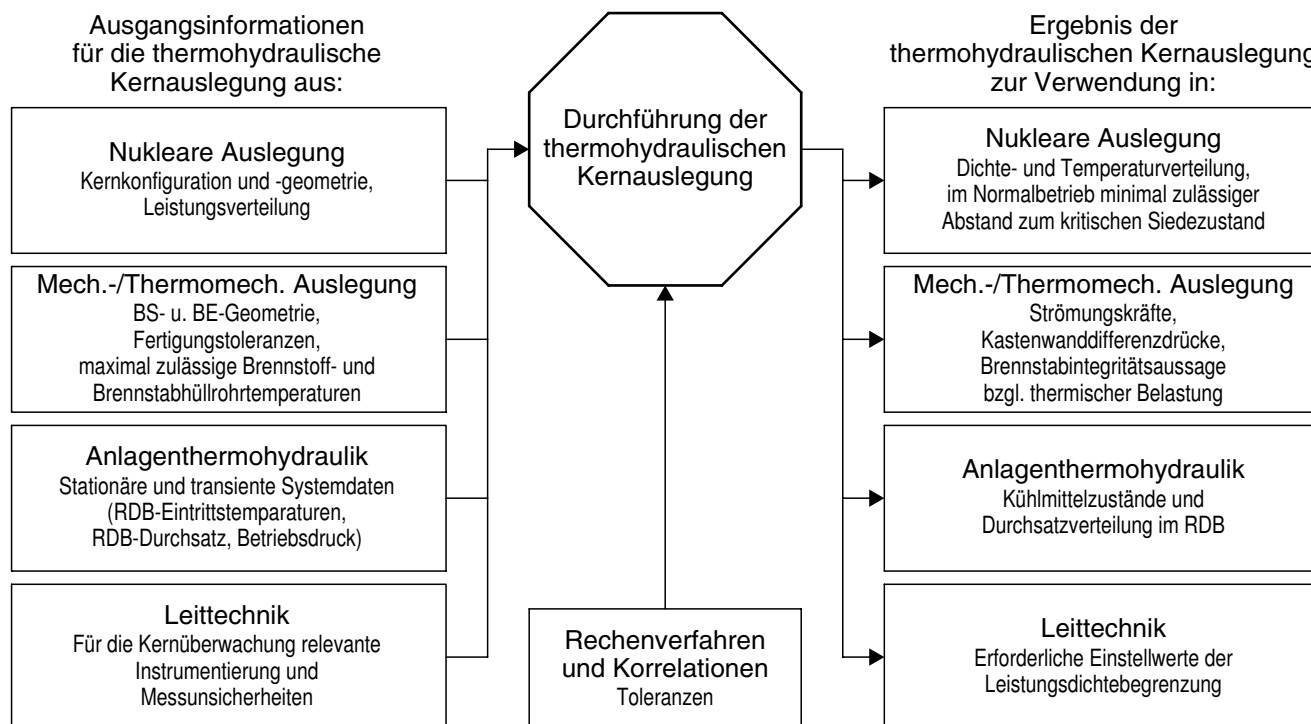 Ausgangsinformationen
für die thermohydraulische
Kernauslegung aus:
Nukleare Auslegung
Kernkonfiguration und -geometrie,
Leistungsverteilung
Mech.-/Thermomech. Auslegung
BS- u. BE-Geometrie,
Fertigungstoleranzen,
maximal zulässige Brennstoff- und
Brennstabhüllrohrtemperaturen
Anlagenthermohydraulik
Stationäre und transiente Systemdaten
(RDB-Eintrittstemparaturen,
RDB-Durchsatz, Betriebsdruck)
Leittechnik
Für die Kernüberwachung relevante
Instrumentierung und
Messunsicherheiten
Durchführung der
thermohydraulischen
Kernauslegung
Rechenverfahren
und Korrelationen
Toleranzen
Ergebnis der
thermohydraulischen Kernauslegung
zur Verwendung in:
Nukleare Auslegung
Dichte- und Temperaturverteilung,
im Normalbetrieb minimal zulässiger
Abstand zum kritischen Siedezustand
Mech.-/Thermomech. Auslegung
Strömungskräfte,
Kastenwanddifferenzdrücke,
Brennstabintegritätsaussage
bzgl. thermischer Belastung
Anlagenthermohydraulik
Kühlmittelzustände und
Durchsatzverteilung im RDB
Leittechnik
Erforderliche Einstellwerte der
Leistungsdichtebegrenzung